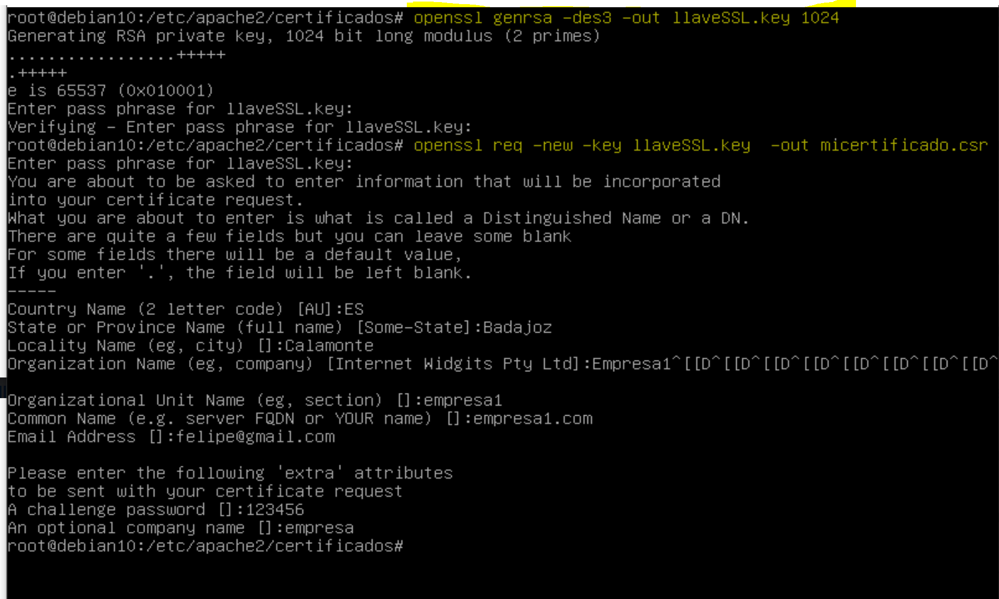 root@debian10:/etc/apache2/certificados# openssl genrsa -des3 -out llaveSSL.key 1024
Generating RSA private key, 1024 bit long modulus (2 primes)
.................+++++
.+++++
e is 65537 (0x010001)
Enter pass phrase for llaveSSL.key:
Verifying - Enter pass phrase for llaveSSL.key:
root@debian10:/etc/apache2/certificados# openssl req -new -key llaveSSL.key  -out micertificado.csr
Enter pass phrase for llaveSSL.key:
You are about to be asked to enter information that will be incorporated
into your certificate request.
What you are about to enter is what is called a Distinguished Name or a DN.
There are quite a few fields but you can leave some blank
For some fields there will be a default value,
If you enter '.', the field will be left blank.
-----
Country Name (2 letter code) [AU]:ES
State or Province Name (full name) [Some-State]:Badajoz
Locality Name (eg, city) []:Calamonte
Organization Name (eg, company) [Internet Widgits Pty Ltd]:Empresa1^[[D^[[D^[[D^[[D^[[D^[[D^[[D^[[D^
Organizational Unit Name (eg, section) []:empresa1
Common Name (e.g. server FQDN or YOUR name) []:empresa1.com
Email Address []:felipe@gmail.com
Please enter the following 'extra' attributes
to be sent with your certificate request
A challenge password []:123456
An optional company name []:empresa
root@debian10:/etc/apache2/certificados#